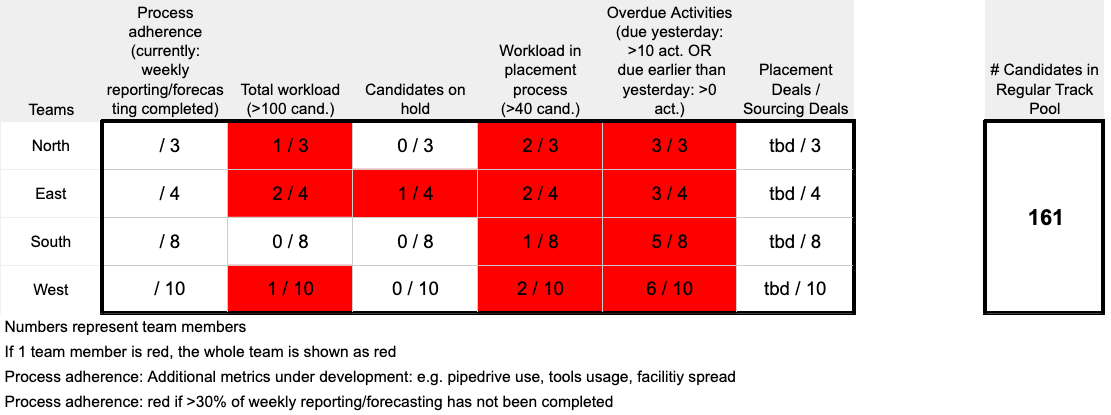 Teams
Process
adherence
(currently:
weekly
reporting/forecas
ting completed)
Total workload
(>100 cand.)
Candidates on
hold
Workload in
placement
process
(>40 cand.)
Overdue Activities
(due yesterday:
>10 act. OR
due earlier than
yesterday: >0
act.)
Placement
Deals /
Sourcing Deals
# Candidates in
Regular Track
Pool
North / 3 1 / 3 0 / 3 2 / 3 3 / 3 tbd / 3
East / 4 2 / 4 1 / 4 2 / 4 3 / 4 tbd / 4
South / 8 0 / 8 0 / 8 1 / 8 5 / 8 tbd / 8
West / 10 1 / 10 0 / 10 2 / 10 6 / 10 tbd / 10
161
Numbers represent team members
If 1 team member is red, the whole team is shown as red
Process adherence: Additional metrics under development: e.g. pipedrive use, tools usage, facilitiy spread
Process adherence: red if >30% of weekly reporting/forecasting has not been completed